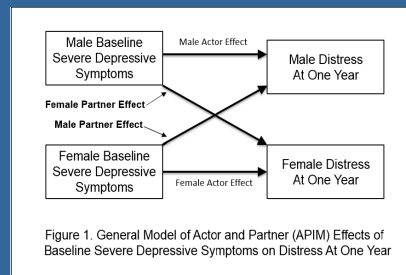 Male Baseline
Severe Depressive
Symptoms
Male Actor Effect
Male Distress
At One Year
Female Partner Effect
Male Partner Effect
Female Baseline
Severe Depressive
Symptoms
Female Actor Effect
Female Distress
At One Year
Figure 1. General Model of Actor and Partner (APIM) Effects of
Baseline Severe Depressive Symptoms on Distress At One Year